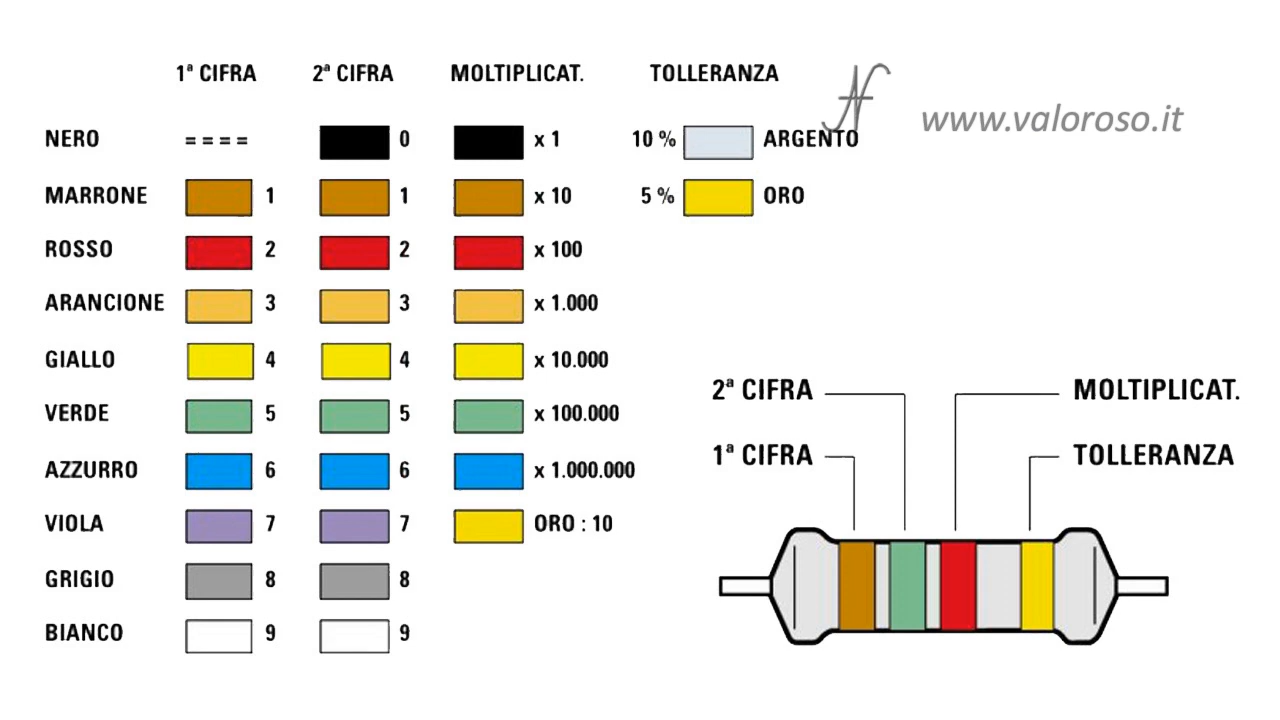 1ª CIFRA 2ª CIFRA MOLTIPLICAT. TOLLERANZA
www.valoroso.it
NERO ==== 0 x 1 10 % ARGENTO
MARRONE 1 1 x 10 5 % ORO
ROSSO 2 2 x 100
ARANCIONE 3 3 x 1.000
GIALLO 4 4 x 10.000
VERDE 5 5 x 100.000
AZZURRO 6 6 x 1.000.000
VIOLA 7 7 ORO : 10
GRIGIO 8 8
BIANCO 9 9
2ª CIFRA MOLTIPLICAT.
1ª CIFRA TOLLERANZA